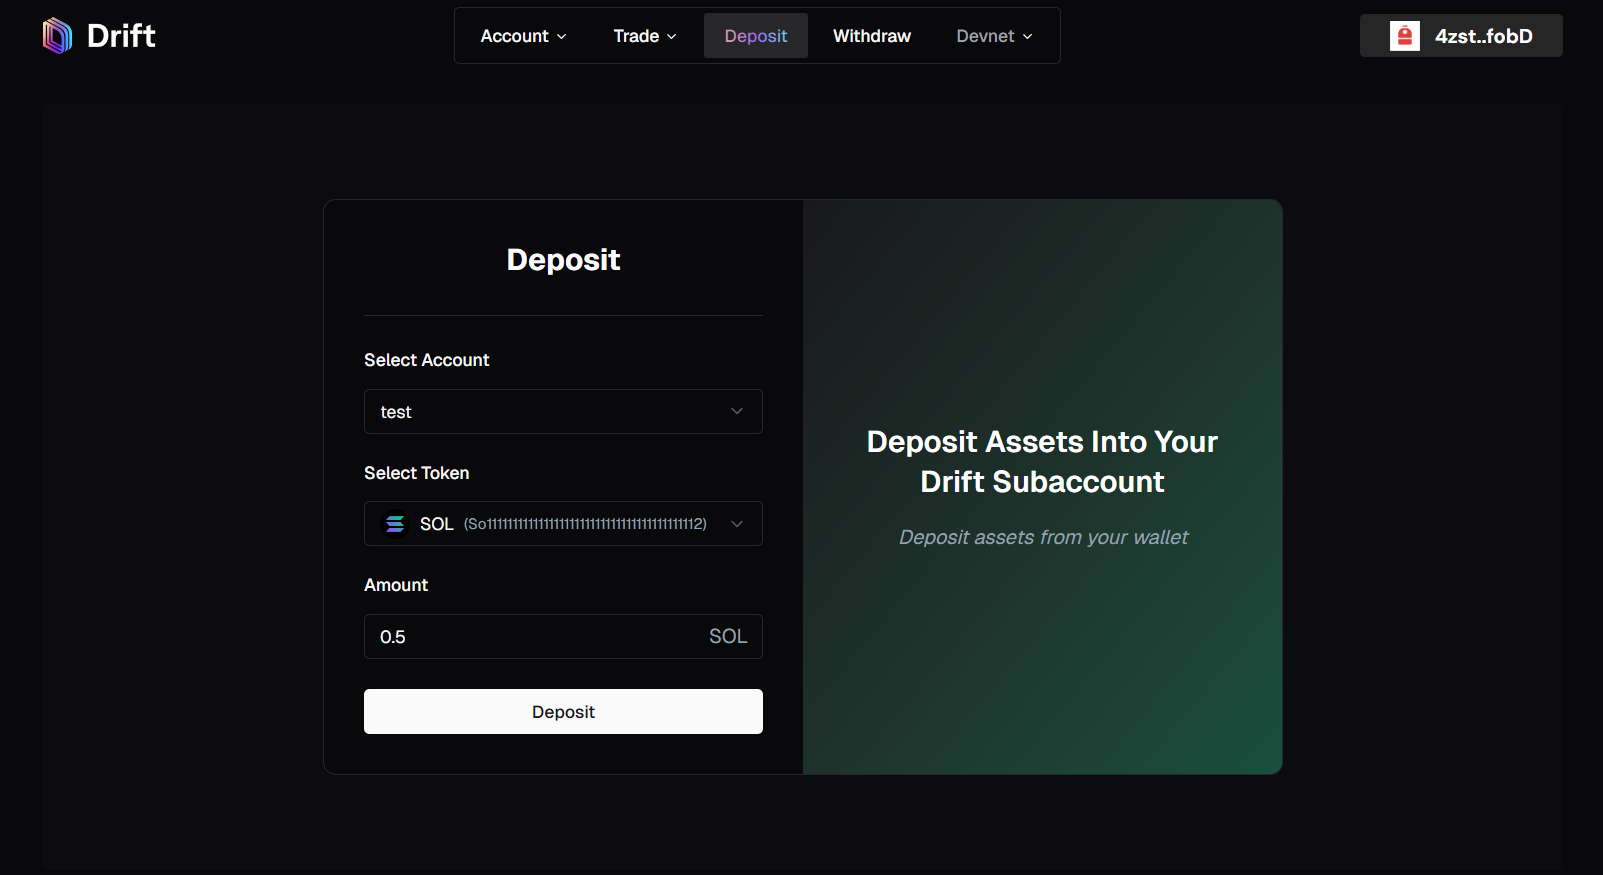 Drift
Account
Trade
Deposit
Withdraw
Devnet
4zst..fobD
Deposit
Select Account
test
Select Token
SOL
Amount
0.5 SOL
Deposit
Deposit Assets Into Your
Drift Subaccount
Deposit assets from your wallet